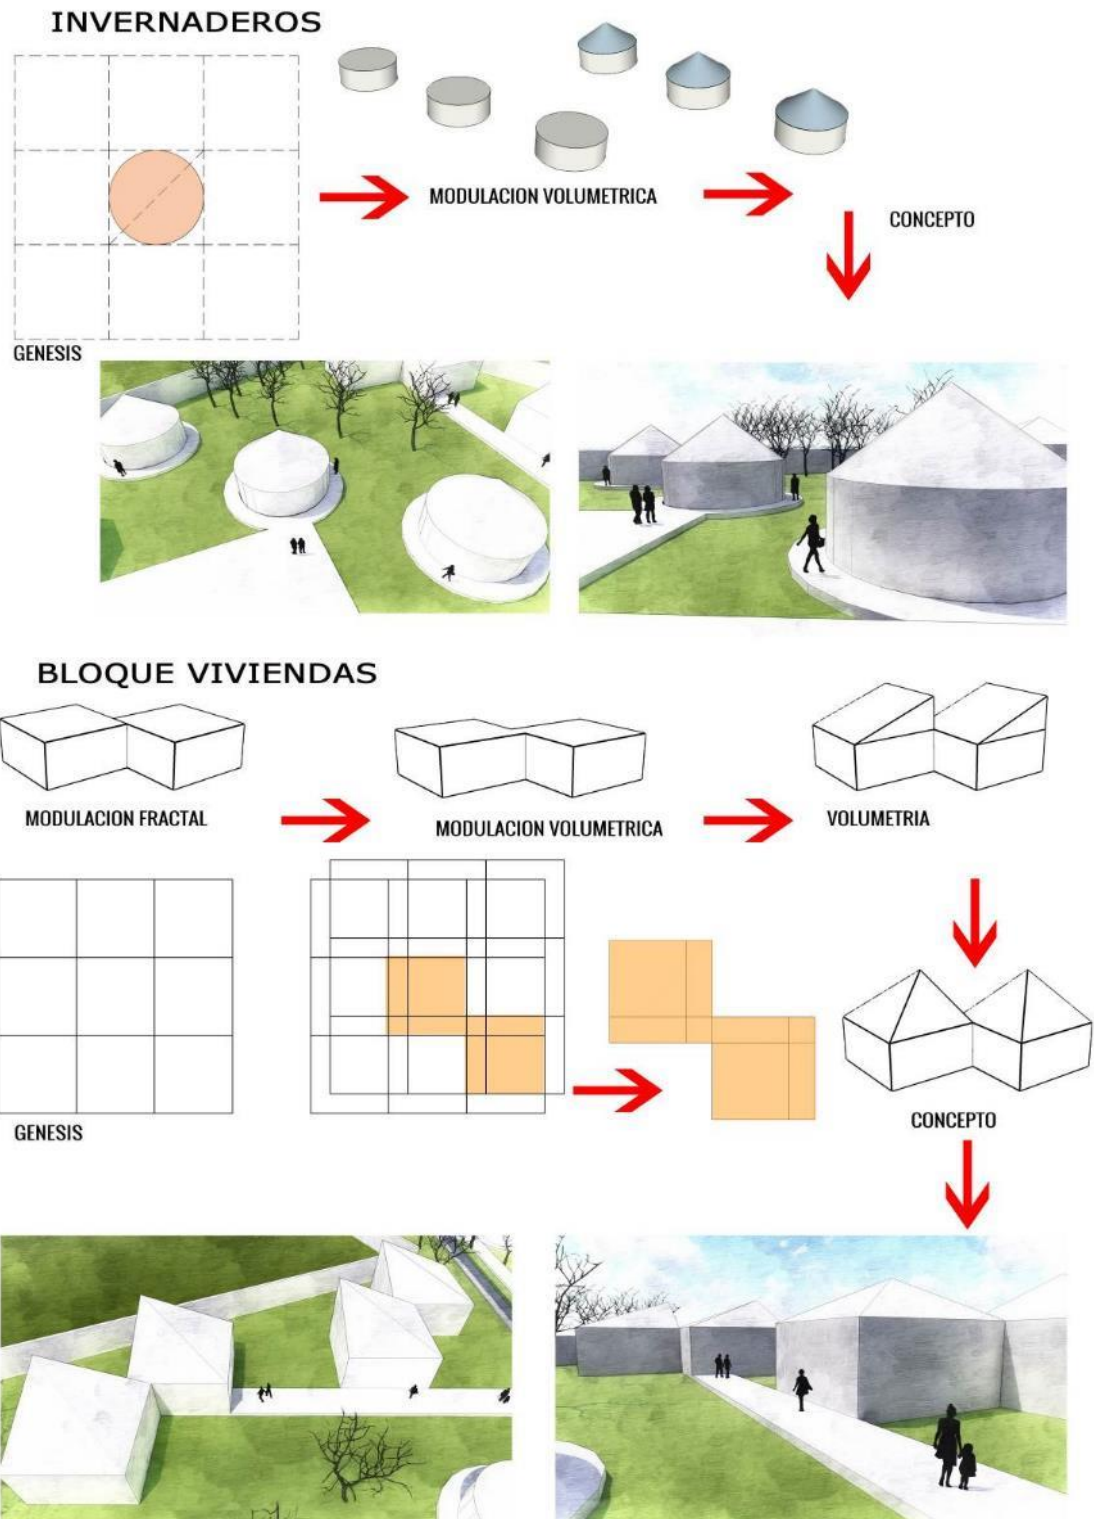 INVERNADEROS
MODULACION VOLUMETRICA
CONCEPTO
GENESIS
BLOQUE VIVIENDAS
MODULACION FRACTAL
MODULACION VOLUMETRICA
VOLUMETRIA
GENESIS
CONCEPTO